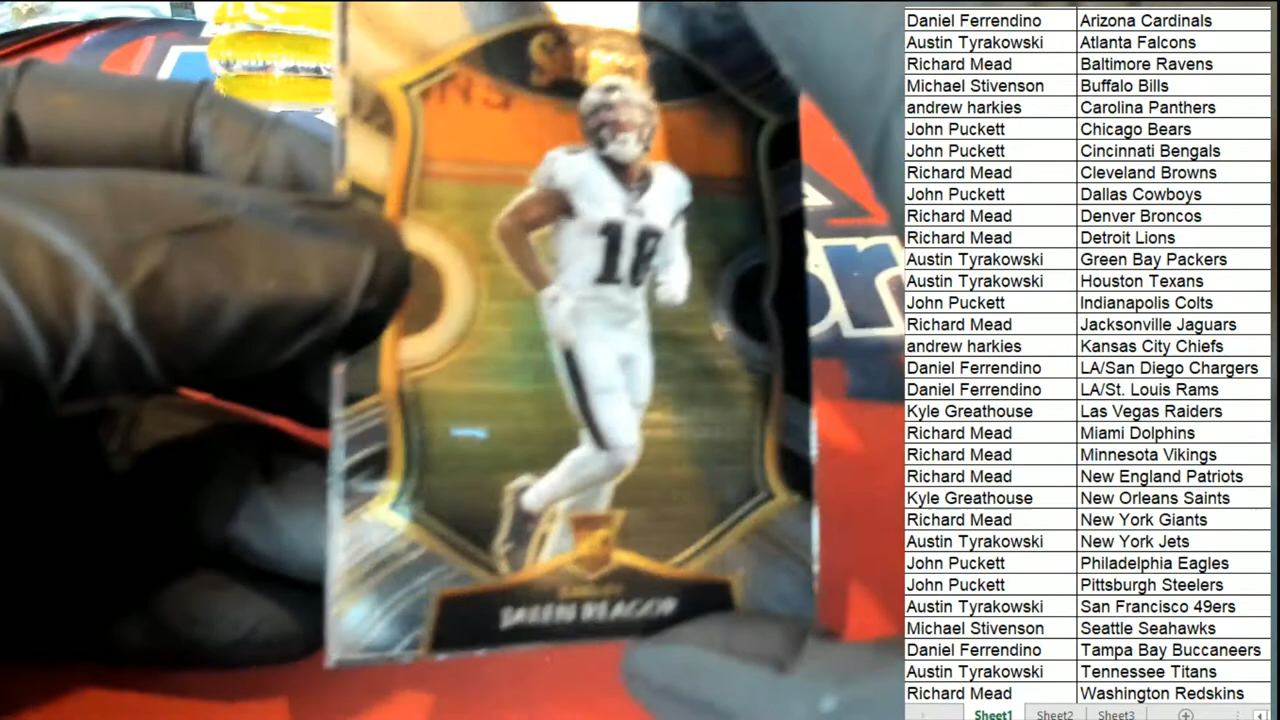 18
JALEN REAGOR
Daniel Ferrendino Arizona Cardinals
Austin Tyrakowski Atlanta Falcons
Richard Mead Baltimore Ravens
Michael Stivenson Buffalo Bills
andrew harkies Carolina Panthers
John Puckett Chicago Bears
John Puckett Cincinnati Bengals
Richard Mead Cleveland Browns
John Puckett Dallas Cowboys
Richard Mead Denver Broncos
Richard Mead Detroit Lions
Austin Tyrakowski Green Bay Packers
Austin Tyrakowski Houston Texans
John Puckett Indianapolis Colts
Richard Mead Jacksonville Jaguars
andrew harkies Kansas City Chiefs
Daniel Ferrendino LA/San Diego Chargers
Daniel Ferrendino LA/St. Louis Rams
Kyle Greathouse Las Vegas Raiders
Richard Mead Miami Dolphins
Richard Mead Minnesota Vikings
Richard Mead New England Patriots
Kyle Greathouse New Orleans Saints
Richard Mead New York Giants
Austin Tyrakowski New York Jets
John Puckett Philadelphia Eagles
John Puckett Pittsburgh Steelers
Austin Tyrakowski San Francisco 49ers
Michael Stivenson Seattle Seahawks
Daniel Ferrendino Tampa Bay Buccaneers
Austin Tyrakowski Tennessee Titans
Richard Mead Washington Redskins
Sheet1 Sheet2 Sheet3